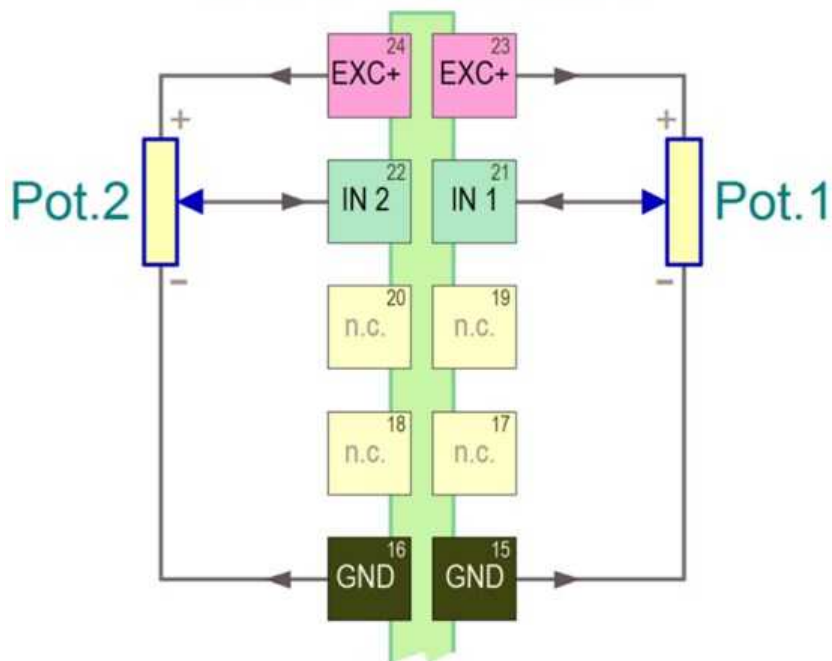 24
EXC+
23
EXC+
+
+
Pot.2
22
IN 2
21
IN 1
Pot.1
−
−
20
n.c.
19
n.c.
18
n.c.
17
n.c.
16
GND
15
GND